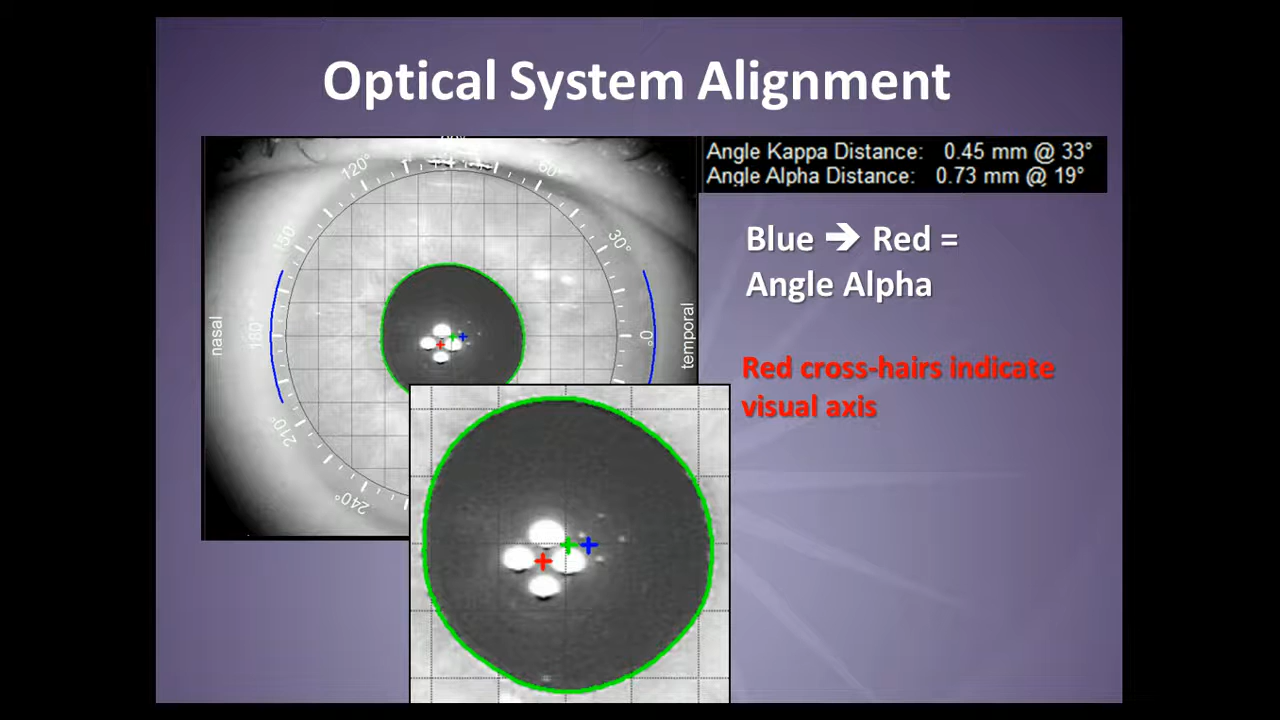 Optical System Alignment
Angle Kappa Distance: 0.45 mm @ 33°
Angle Alpha Distance: 0.73 mm @ 19°
Blue ➔ Red =
Angle Alpha
Red cross-hairs indicate
visual axis
120°
60°
150
30°
nasal
180°
0°
temporal
210°
240°